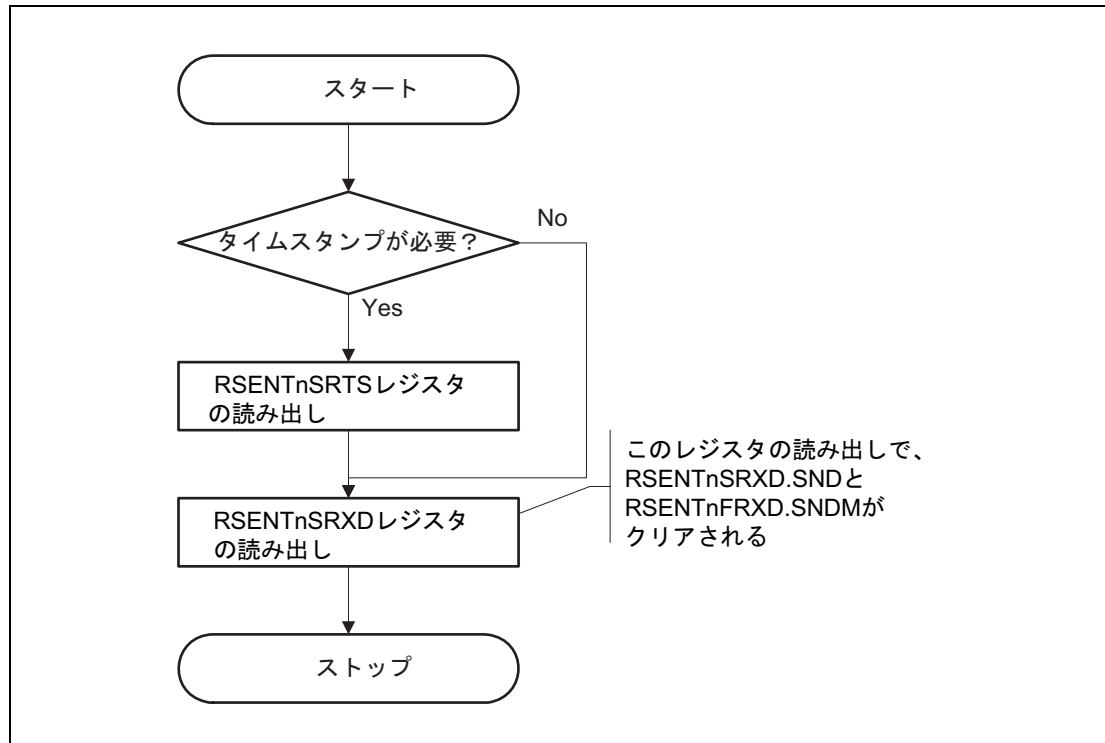 スタート
タイムスタンプが必要？
No
Yes
RSENTnSRTSレジスタ
の読み出し
このレジスタの読み出しで、
RSENTnSRXD.SNDと
RSENTnFRXD.SNDMが
クリアされる
RSENTnSRXDレジスタ
の読み出し
ストップ